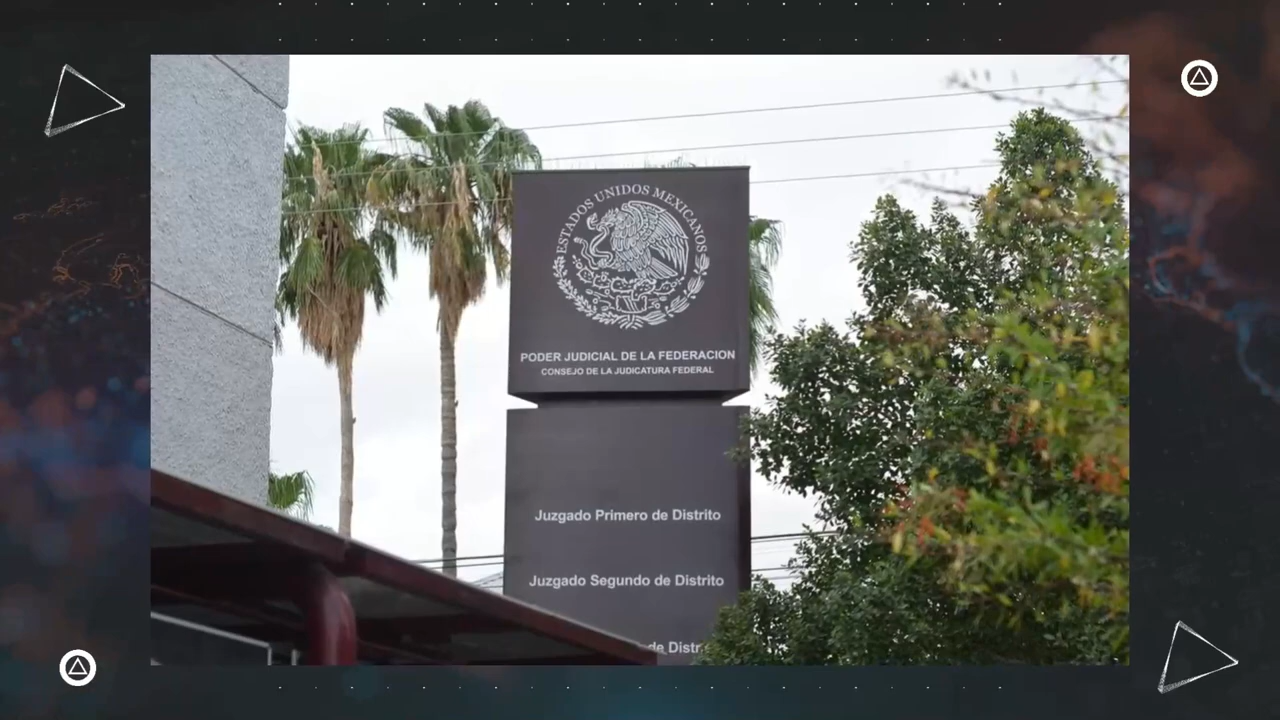 ESTADOS UNIDOS MEXICANOS
PODER JUDICIAL DE LA FEDERACION
CONSEJO DE LA JUDICATURA FEDERAL
Juzgado Primero de Distrito
Juzgado Segundo de Distrito
de